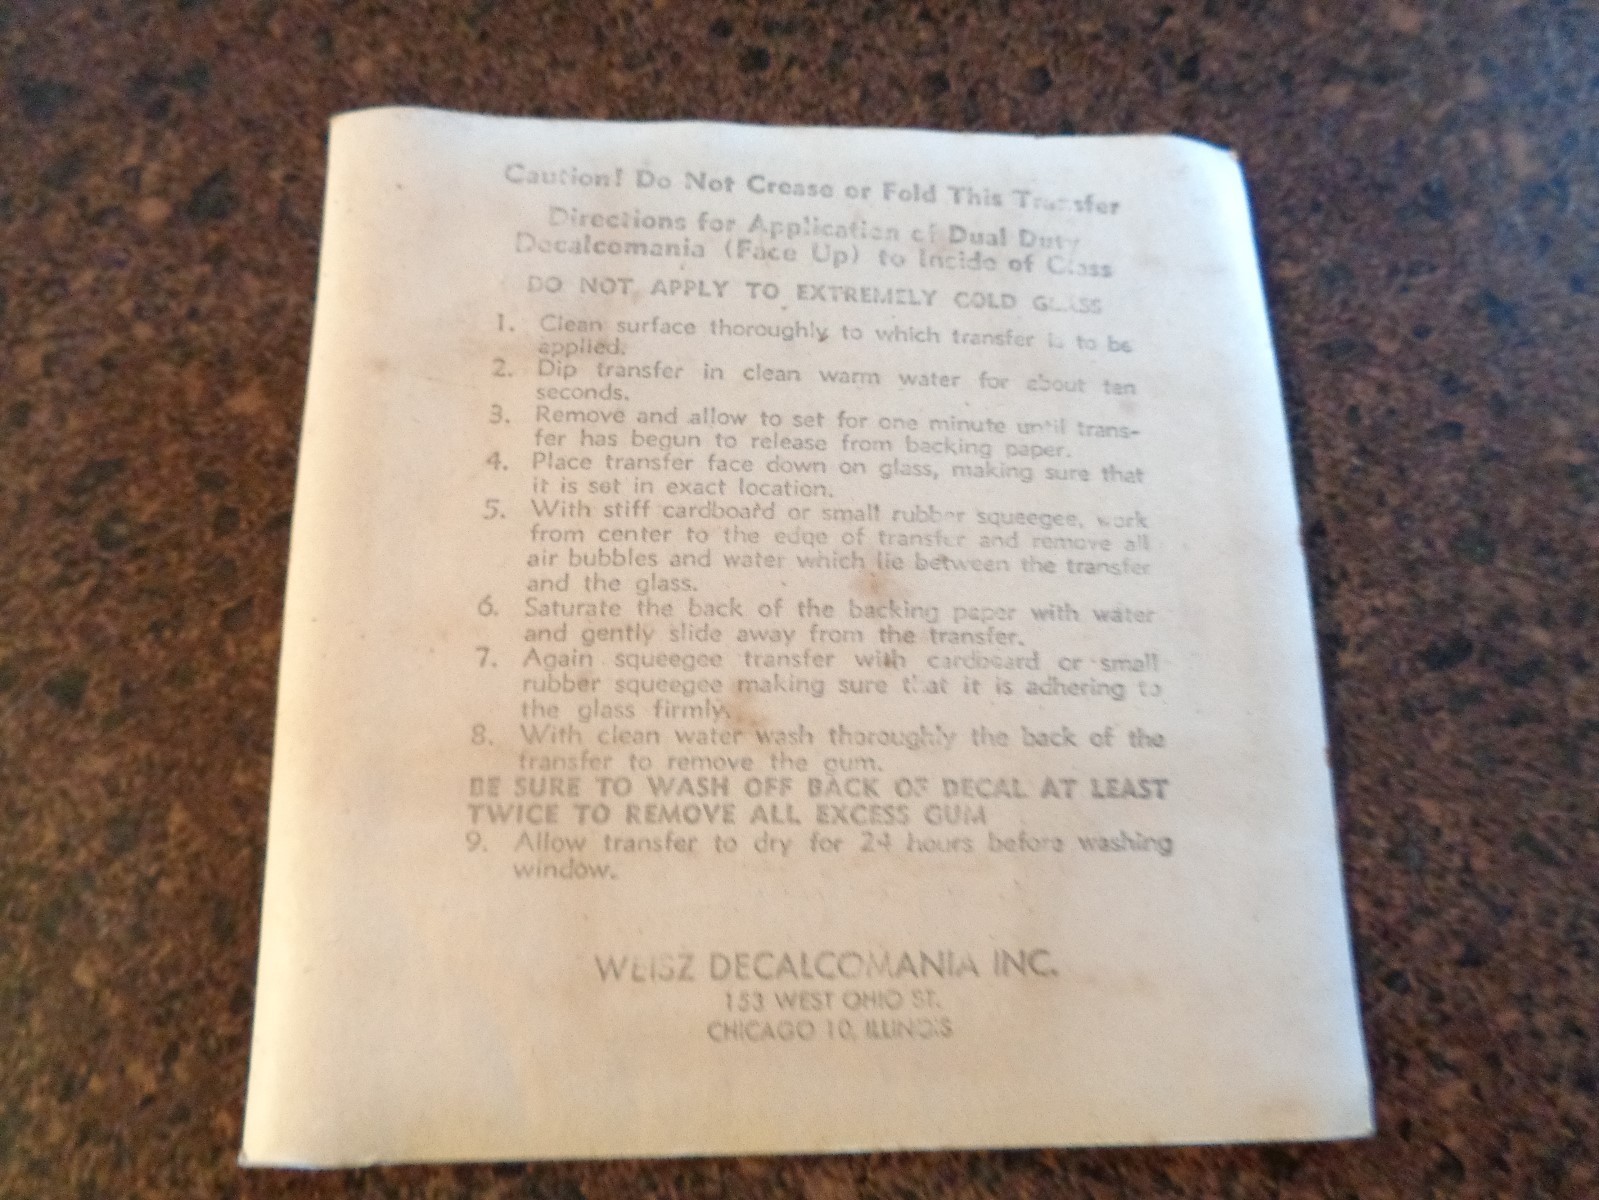 Caution! Do Not Crease or Fold This Transfer
Directions for Application of Dual Duty
Decalcomania (Face Up) to Inside of Glass
DO NOT APPLY TO EXTREMELY COLD GLASS
1. Clean surface thoroughly to which transfer is to be
applied.
2. Dip transfer in clean warm water for about ten
seconds.
3. Remove and allow to set for one minute until trans-
fer has begun to release from backing paper.
4. Place transfer face down on glass, making sure that
it is set in exact location.
5. With stiff cardboard or small rubber squeegee, work
from center to the edge of transfer and remove all
air bubbles and water which lie between the transfer
and the glass.
6. Saturate the back of the backing paper with water
and gently slide away from the transfer.
7. Again squeegee transfer with cardboard or small
rubber squeegee making sure that it is adhering to
the glass firmly.
8. With clean water wash thoroughly the back of the
transfer to remove the gum.
BE SURE TO WASH OFF BACK OF DECAL AT LEAST
TWICE TO REMOVE ALL EXCESS GUM
9. Allow transfer to dry for 24 hours before washing
window.
WEISZ DECALCOMANIA INC.
153 WEST OHIO ST.
CHICAGO 10, ILLINOIS